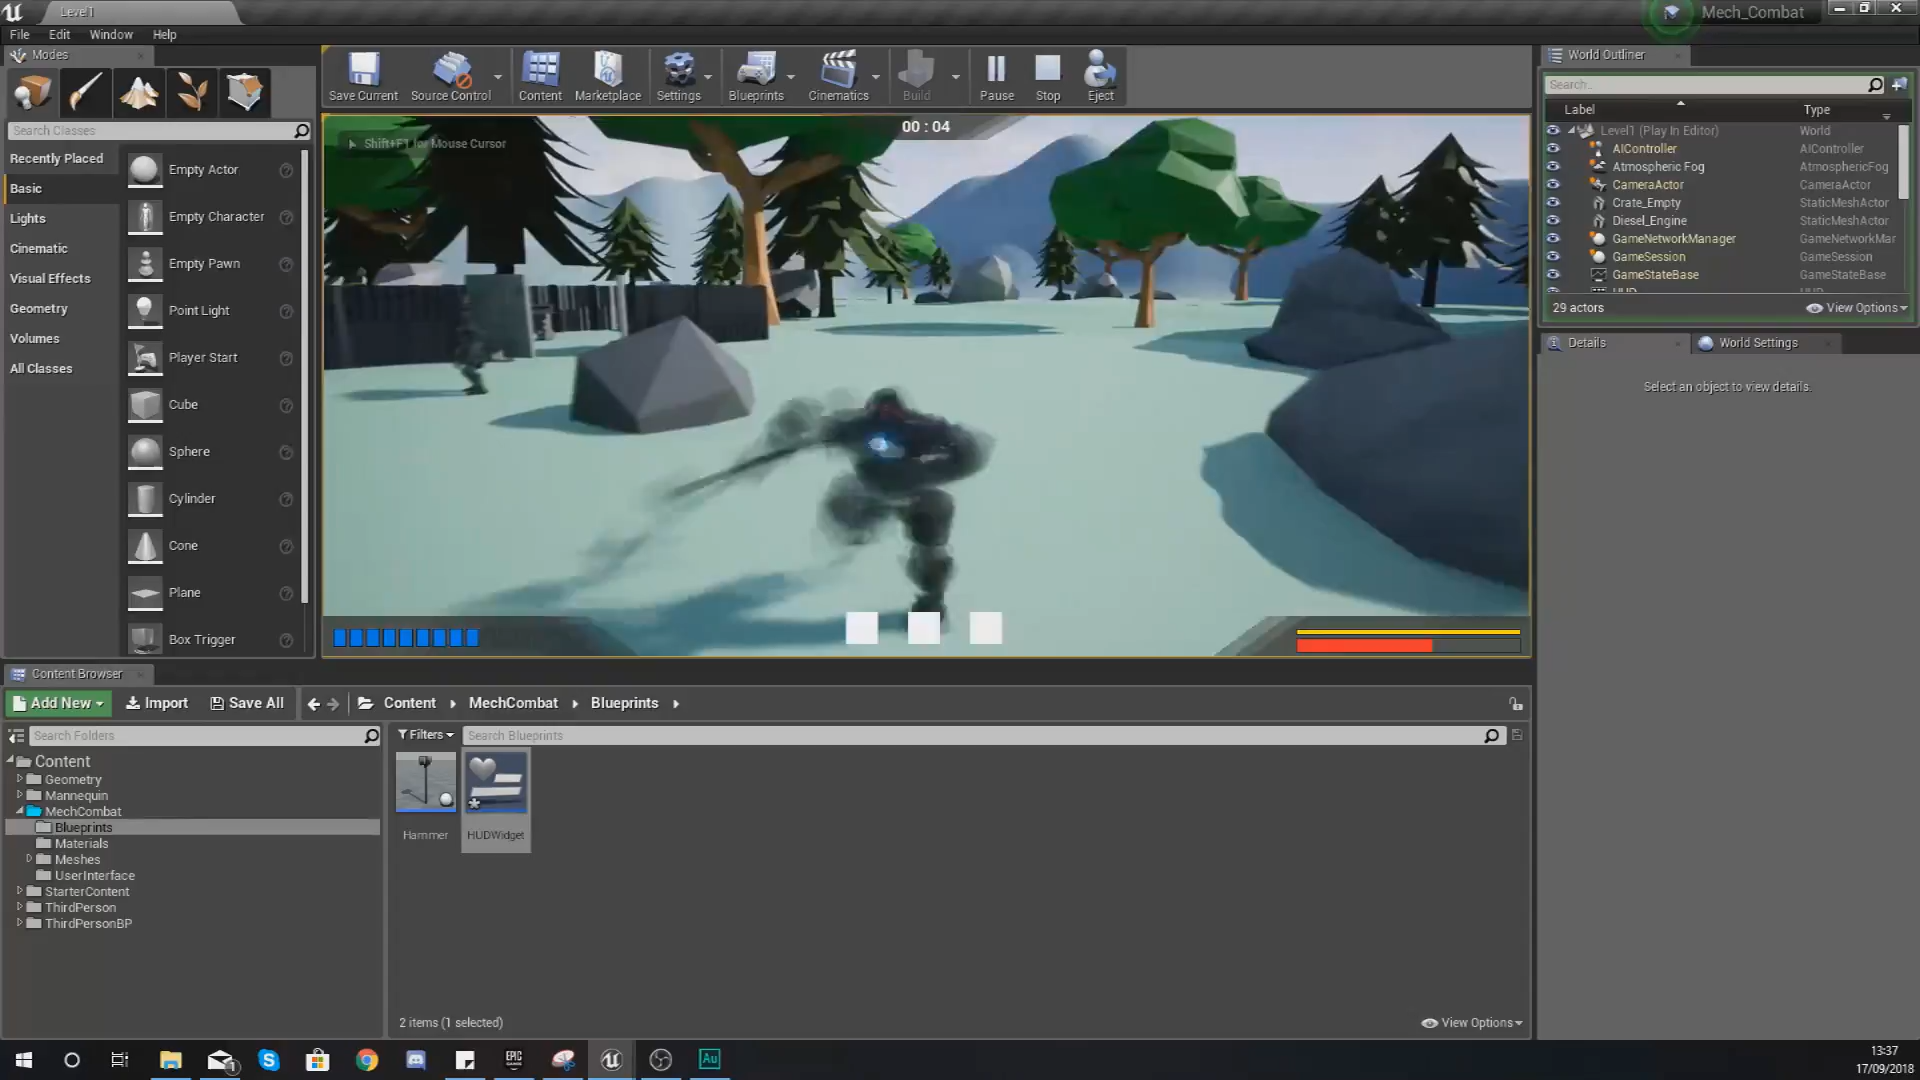 Level1
Mech_Combat
File
Edit
Window
Help
Modes
Search Classes
Recently Placed
Basic
Lights
Cinematic
Visual Effects
Geometry
Volumes
All Classes
Empty Actor
Empty Character
Empty Pawn
Point Light
Player Start
Cube
Sphere
Cylinder
Cone
Plane
Box Trigger
Save Current
Source Control
Content
Marketplace
Settings
Blueprints
Cinematics
Build
Pause
Stop
Eject
00 : 04
Shift+F1 for Mouse Cursor
World Outliner
Search...
Label
Type
Level1 (Play In Editor)
World
AIController
AIController
Atmospheric Fog
AtmosphericFog
CameraActor
CameraActor
Crate_Empty
StaticMeshActor
Diesel_Engine
StaticMeshActor
GameNetworkManager
GameNetworkMar
GameSession
GameSession
GameStateBase
GameStateBase
29 actors
View Options
Details
World Settings
Select an object to view details.
Content Browser
Add New
Import
Save All
Content
MechCombat
Blueprints
Search Folders
Filters
Search Blueprints
Content
Geometry
Mannequin
MechCombat
Blueprints
Materials
Meshes
UserInterface
StarterContent
ThirdPerson
ThirdPersonBP
Hammer
HUDWidget
2 items (1 selected)
View Options
EPIC
GAMES
Au
1
13:37
17/09/2018